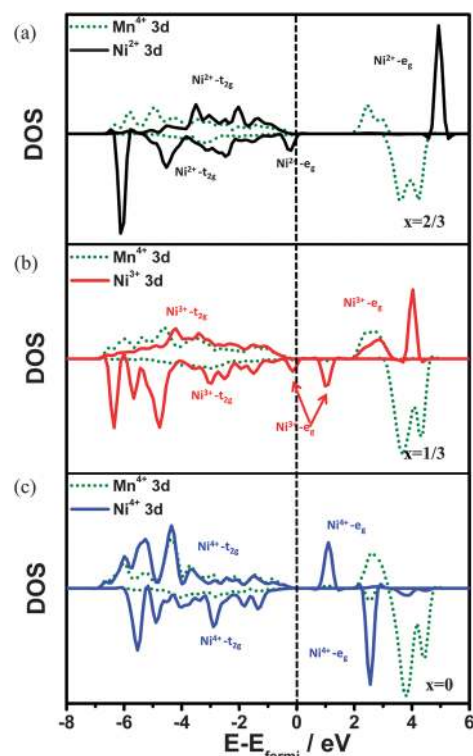 (a)
Mn4+ 3d
Ni2+ 3d
Ni2+-eg
Ni2+-t2g
DOS
Ni2+-t2g
Ni2+-eg
x=2/3
(b)
Mn4+ 3d
Ni3+ 3d
Ni3+-eg
Ni3+-t2g
DOS
Ni3+-t2g
Ni3+-eg
x=1/3
(c)
Mn4+ 3d
Ni4+ 3d
Ni4+-eg
Ni4+-t2g
DOS
Ni4+-t2g
Ni4+-eg
x=0
-8 -6 -4 -2 0 2 4 6
E-Efermi / eV